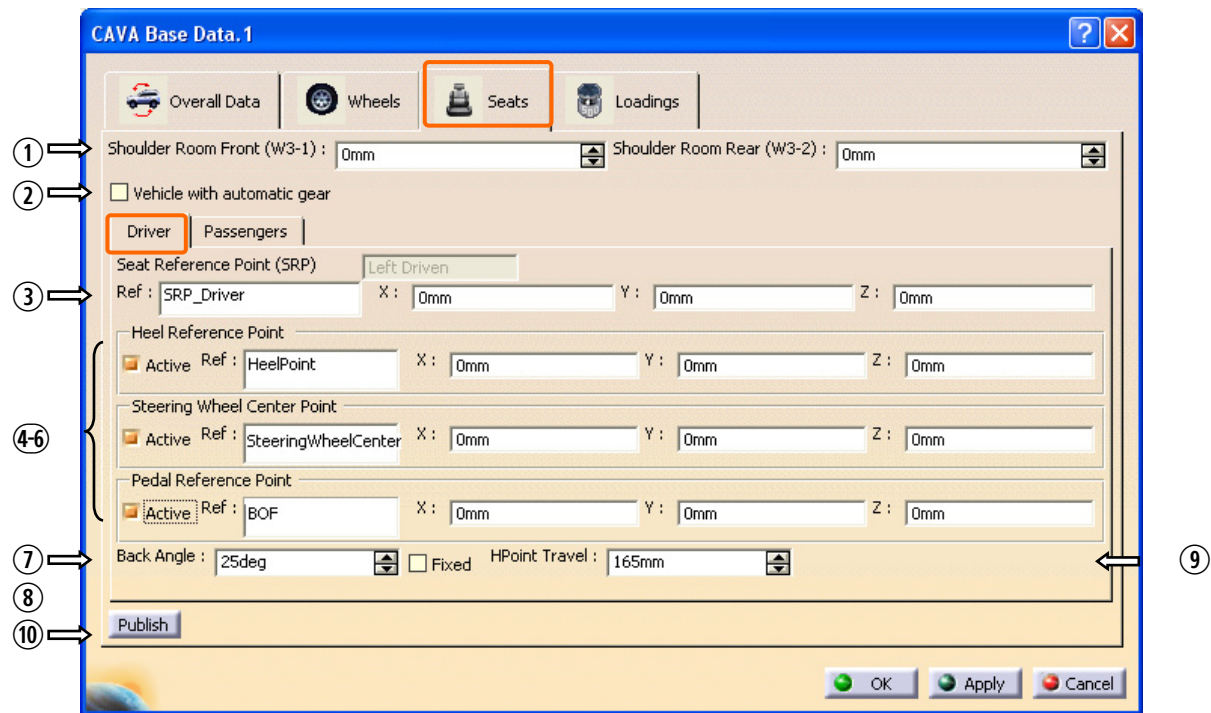 CAVA Base Data.1
Overall Data Wheels Seats Loadings
① Shoulder Room Front (W3-1) : 0mm Shoulder Room Rear (W3-2) : 0mm
② Vehicle with automatic gear
Driver Passengers
Seat Reference Point (SRP) Left Driven
③ Ref : SRP_Driver X : 0mm Y : 0mm Z : 0mm
Heel Reference Point
Active Ref : HeelPoint X : 0mm Y : 0mm Z : 0mm
Steering Wheel Center Point
④-⑥ Active Ref : SteeringWheelCenter X : 0mm Y : 0mm Z : 0mm
Pedal Reference Point
Active Ref : BOF X : 0mm Y : 0mm Z : 0mm
⑦ Back Angle : 25deg Fixed HPoint Travel : 165mm ⑨
⑧
⑩ Publish
OK Apply Cancel